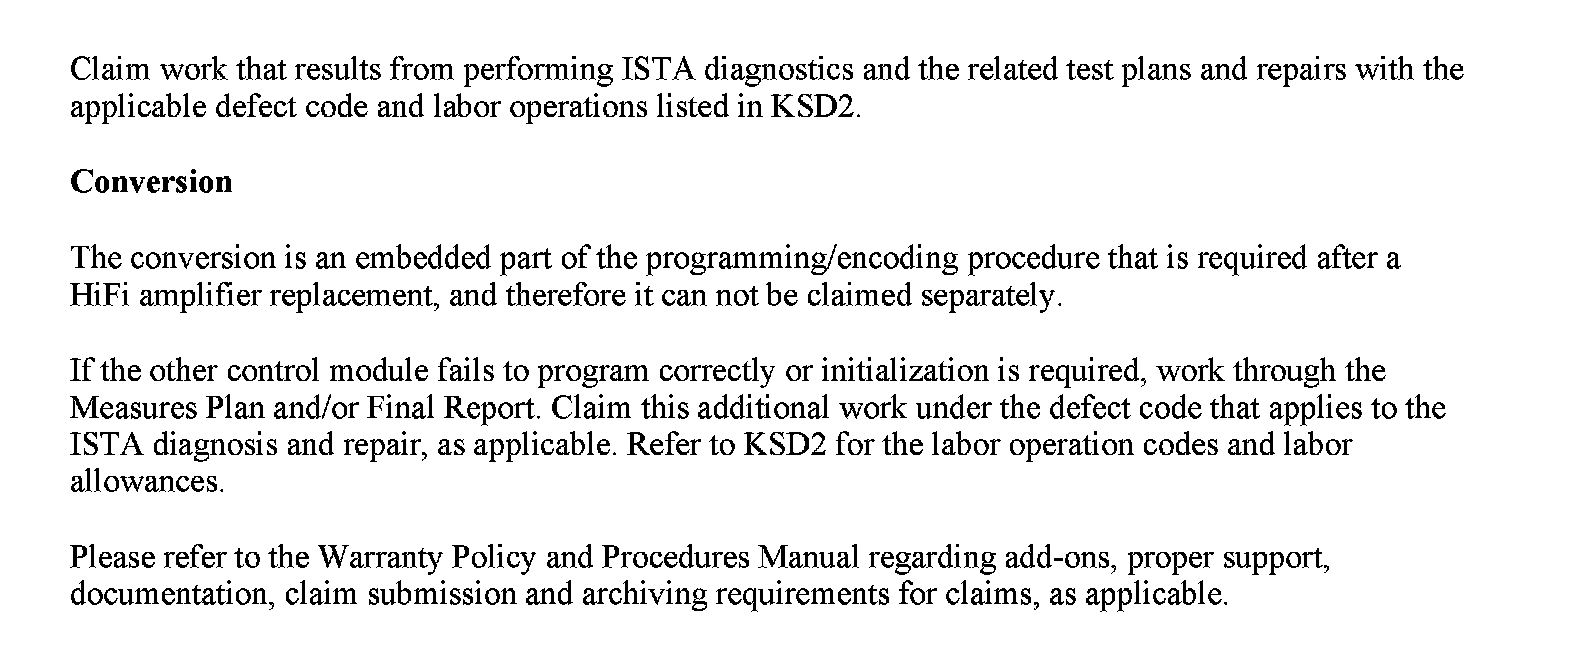 Claim work that results from performing ISTA diagnostics and the related test plans and repairs with the
applicable defect code and labor operations listed in KSD2.
Conversion
The conversion is an embedded part of the programming/encoding procedure that is required after a
HiFi amplifier replacement, and therefore it can not be claimed separately.
If the other control module fails to program correctly or initialization is required, work through the
Measures Plan and/or Final Report. Claim this additional work under the defect code that applies to the
ISTA diagnosis and repair, as applicable. Refer to KSD2 for the labor operation codes and labor
allowances.
Please refer to the Warranty Policy and Procedures Manual regarding add-ons, proper support,
documentation, claim submission and archiving requirements for claims, as applicable.